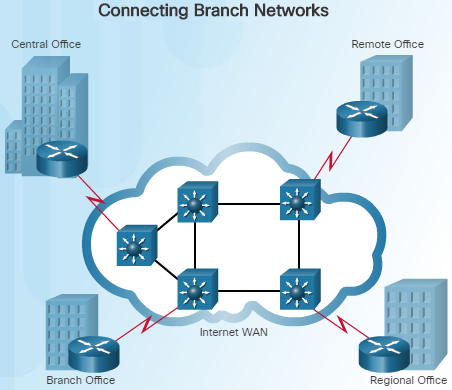 Connecting Branch Networks
Central Office
Remote Office
Internet WAN
Branch Office
Regional Office